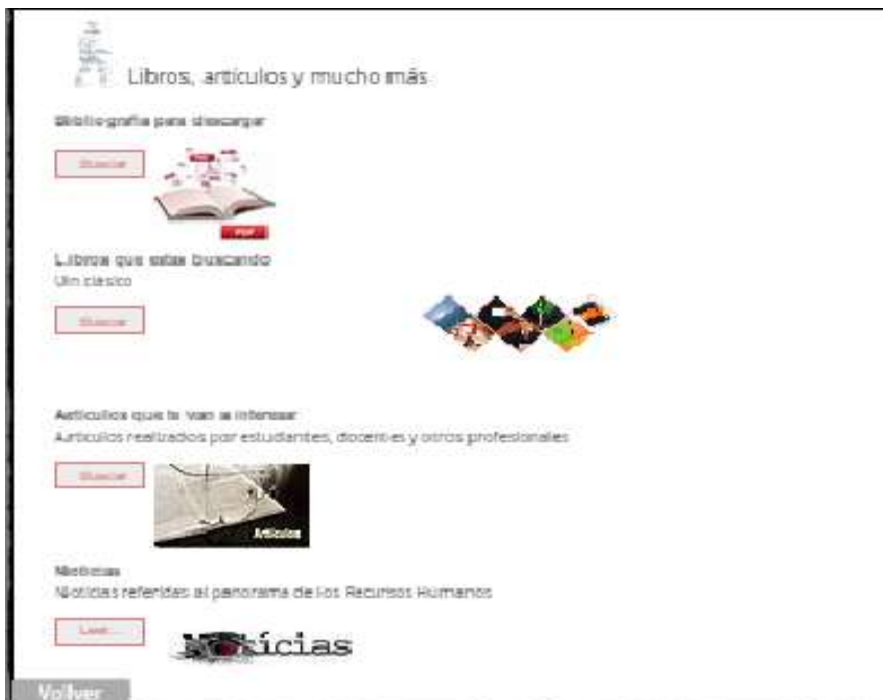 Libros, artículos y mucho más
Bibliografía para descargar
Buscar
PDF
PDF
Libros que estas buscando
Un clásico
Buscar
Artículos que te van a interesar
Artículos realizados por estudiantes, docentes y otros profesionales
Buscar
Artículos
Noticias
Noticias referidas al panorama de los Recursos Humanos
Leer...
Noticias
Volver